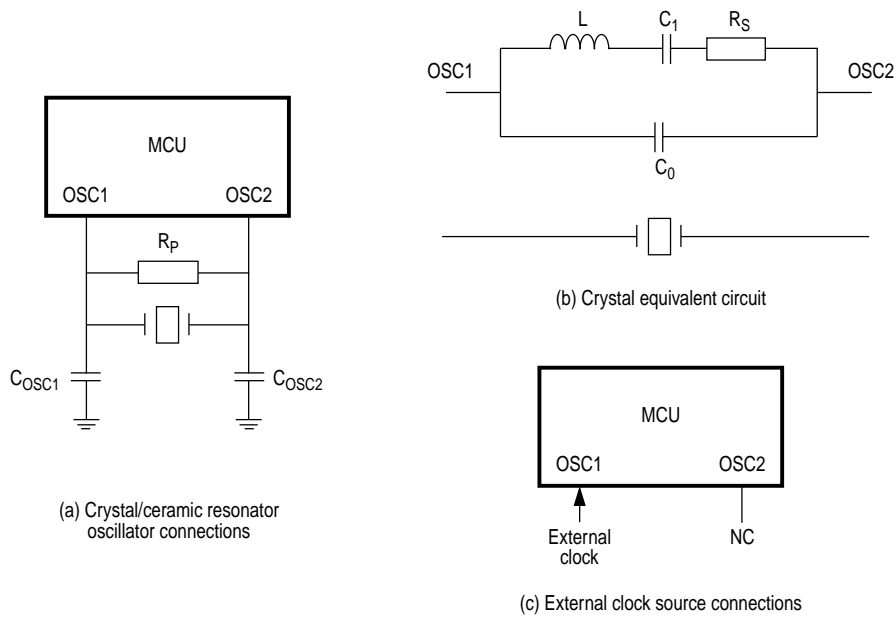 MCU
OSC1 OSC2
R_P
C_OSC1 C_OSC2
(a) Crystal/ceramic resonator
oscillator connections
L C_1 R_S
OSC1 OSC2
C_0
(b) Crystal equivalent circuit
MCU
OSC1 OSC2
External
clock
NC
(c) External clock source connections